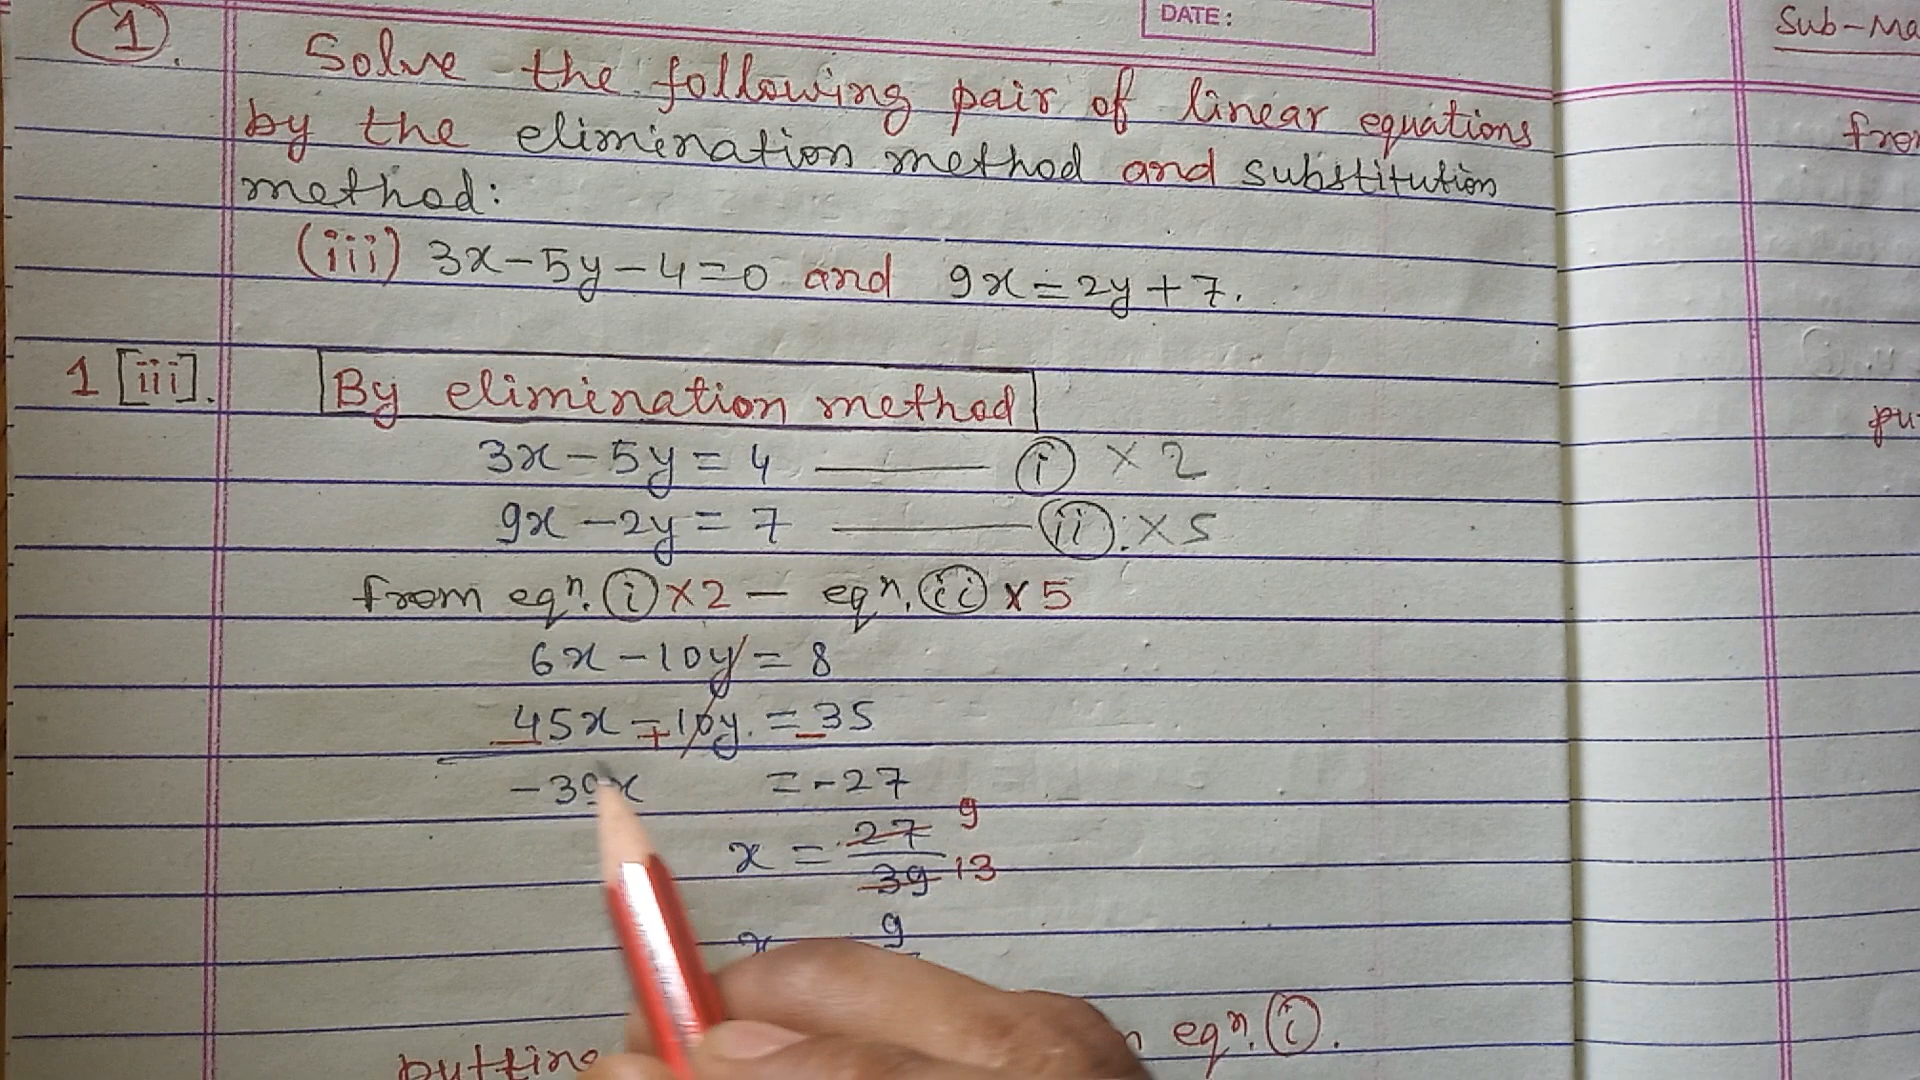 DATE:
Sub-Ma
1.
Solve the following pair of linear equations
by the elimination method and substitution
method:
(iii) 3x-5y-4=0 and 9x=2y+7.
1[iii]. By elimination method
3x-5y=4 —— (i) ×2
9x-2y=7 —— (ii). ×5
from eqⁿ. (i)×2 — eqⁿ. (ii)×5
6x-10y=8
45x-10y=35
- + -
-39x =-27
x = 27/39 9/13
x 9
eqⁿ. (i).
from